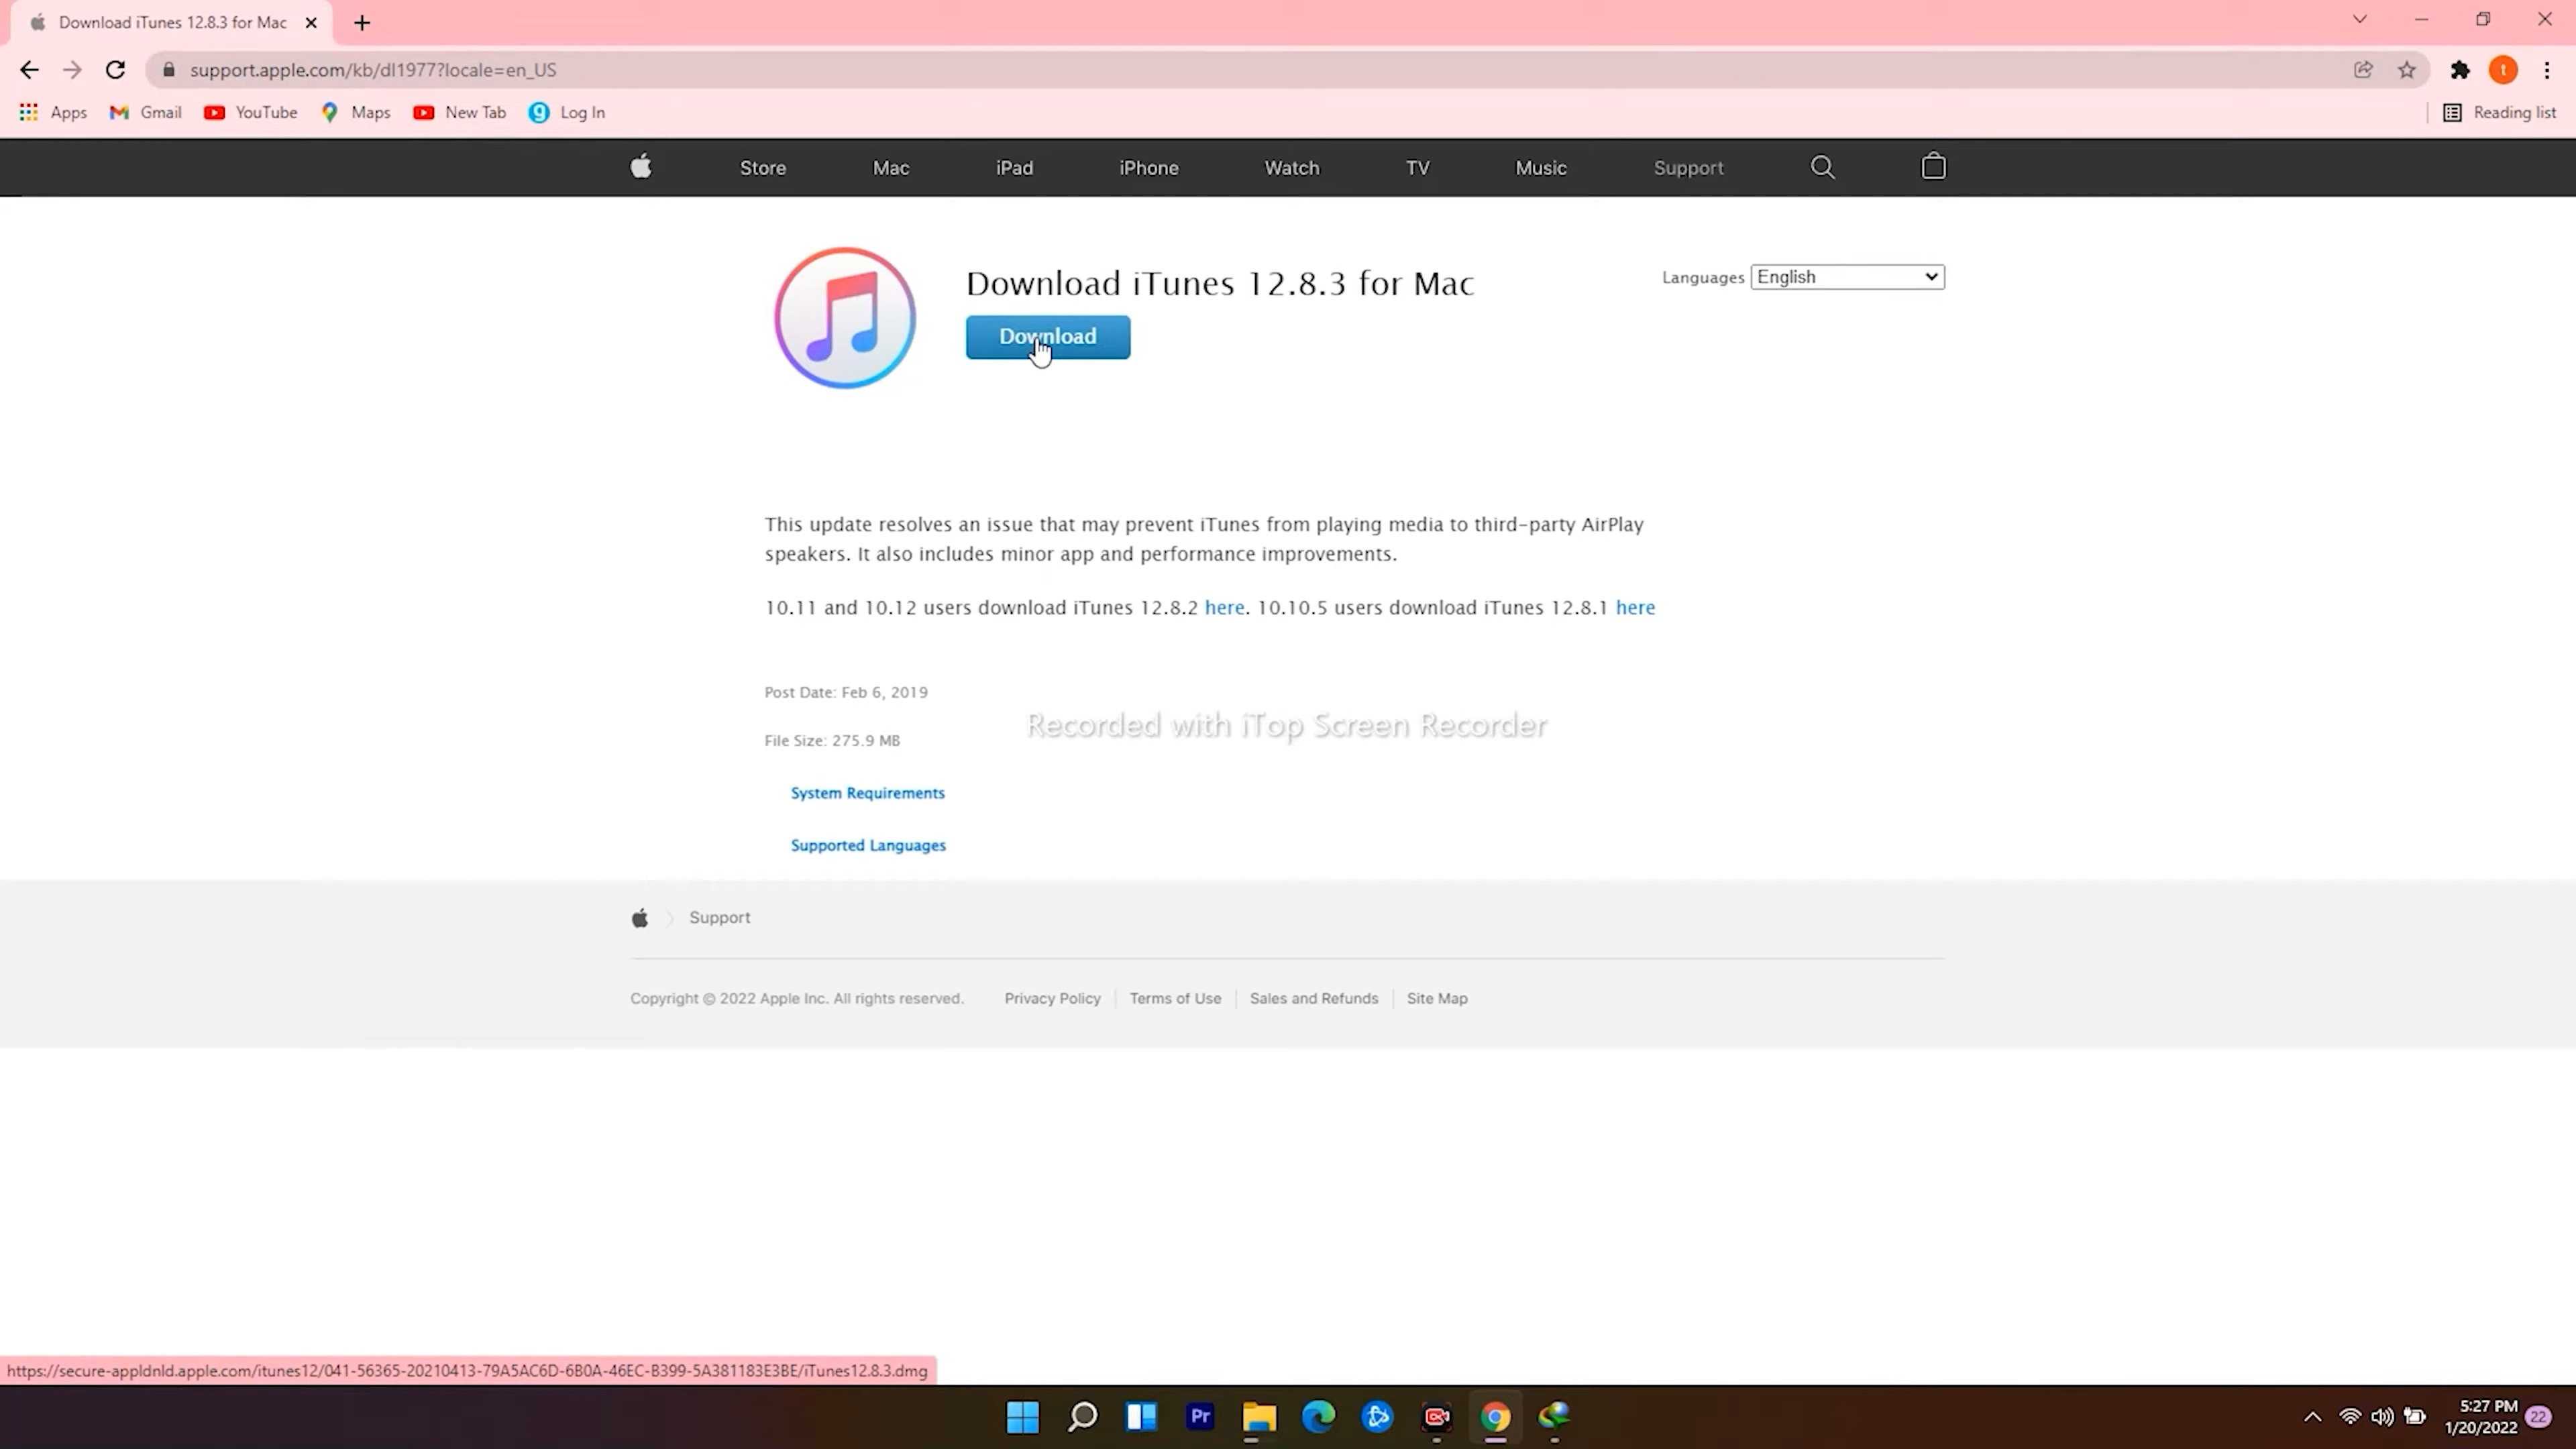 Download iTunes 12.8.3 for Mac
support.apple.com/kb/dl1977?locale=en_US
t
Apps Gmail YouTube Maps New Tab Log In Reading list
Store Mac iPad iPhone Watch TV Music Support
Download iTunes 12.8.3 for Mac
Languages English
Download
This update resolves an issue that may prevent iTunes from playing media to third-party AirPlay
speakers. It also includes minor app and performance improvements.
10.11 and 10.12 users download iTunes 12.8.2 here. 10.10.5 users download iTunes 12.8.1 here
Post Date: Feb 6, 2019
Recorded with iTop Screen Recorder
File Size: 275.9 MB
System Requirements
Supported Languages
Support
Copyright © 2022 Apple Inc. All rights reserved. Privacy Policy Terms of Use Sales and Refunds Site Map
https://secure-appldnld.apple.com/itunes12/041-56365-20210413-79A5AC6D-6B0A-46EC-B399-5A381183E3BE/iTunes12.8.3.dmg
Pr
5:27 PM
1/20/2022
22